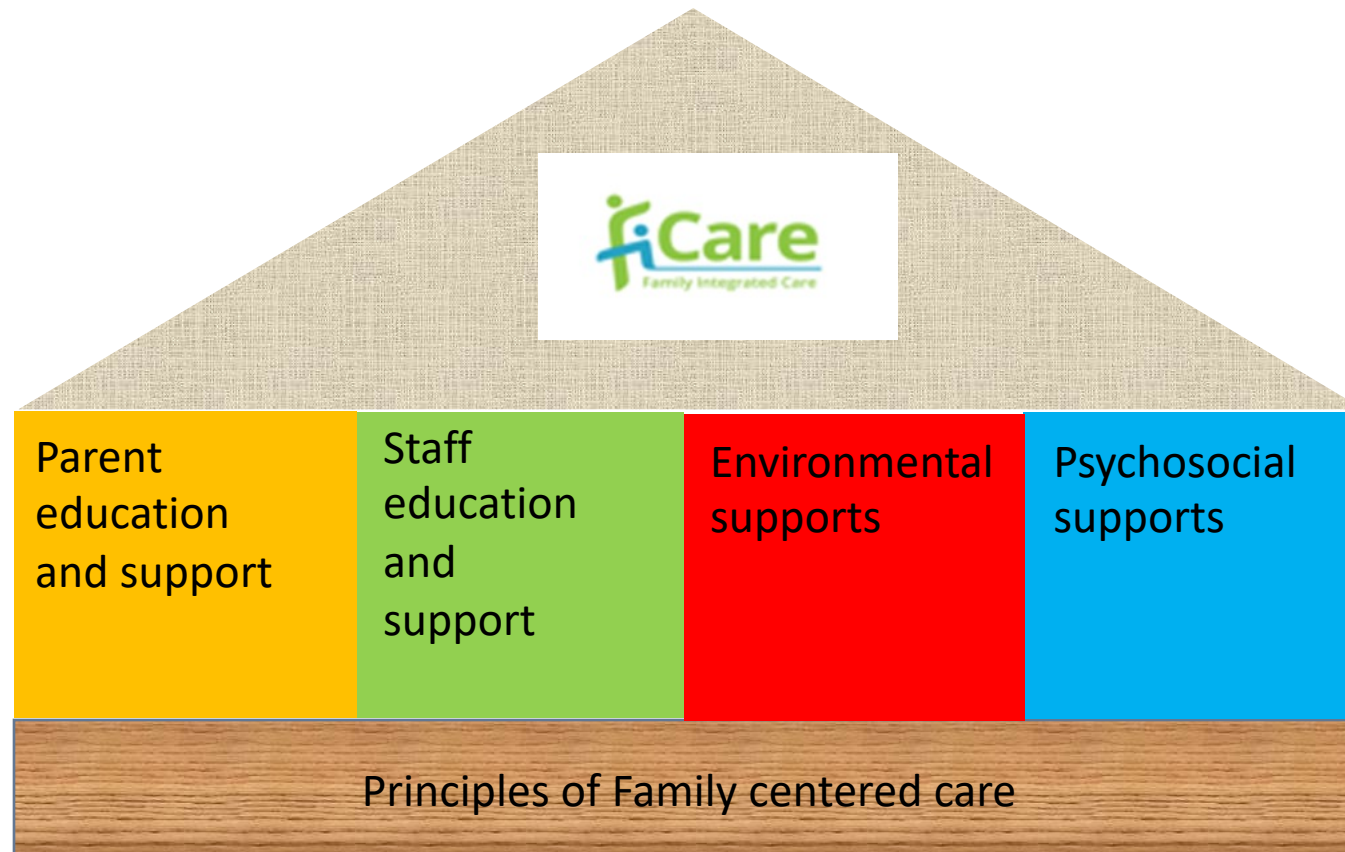 FiCare
Family Integrated Care
Parent
education
and support
Staff
education
and
support
Environmental
supports
Psychosocial
supports
Principles of Family centered care